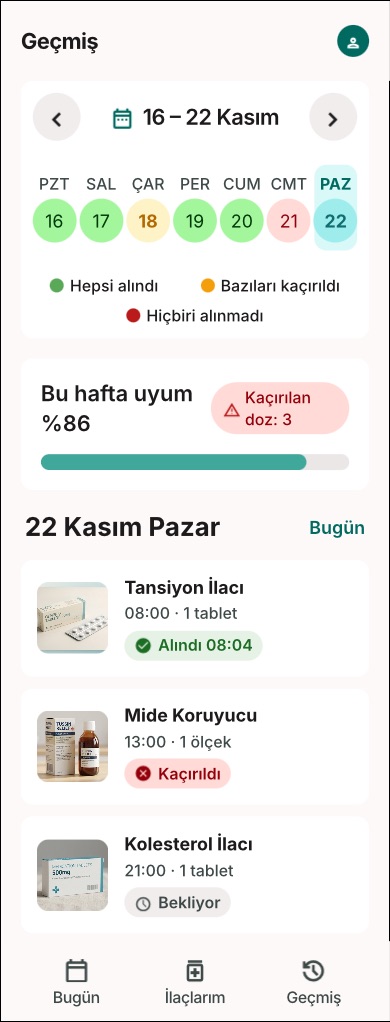 Geçmiş
16 – 22 Kasım
PZT SAL ÇAR PER CUM CMT PAZ
16 17 18 19 20 21 22
Hepsi alındı Bazıları kaçırıldı
Hiçbiri alınmadı
Bu hafta uyum
%86
Kaçırılan
doz: 3
22 Kasım Pazar Bugün
Tansiyon İlacı
08:00 · 1 tablet
Alındı 08:04
Mide Koruyucu
13:00 · 1 ölçek
Kaçırıldı
Kolesterol İlacı
21:00 · 1 tablet
500mg
Bekliyor
Bugün İlaçlarım Geçmiş